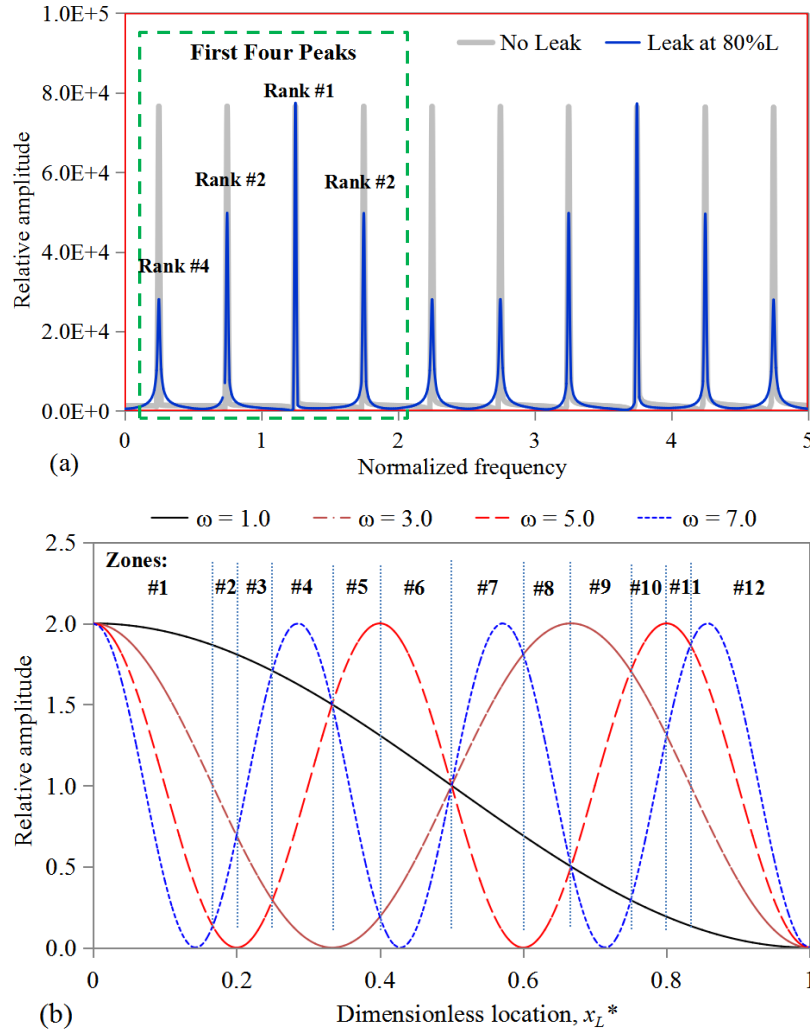 1.0E+5
First Four Peaks
No Leak
Leak at 80%L
Rank #1
8.0E+4
6.0E+4
Rank #2
Rank #2
4.0E+4
Rank #4
2.0E+4
0.0E+0
Relative amplitude
0 1 2 3 4 5
(a)
Normalized frequency
ω = 1.0 ω = 3.0 ω = 5.0 ω = 7.0
2.5
Zones:
#1 #2 #3 #4 #5 #6 #7 #8 #9 #10 #11 #12
2.0
1.5
1.0
0.5
0.0
Relative amplitude
0 0.2 0.4 0.6 0.8 1
(b)
Dimensionless location, xL*